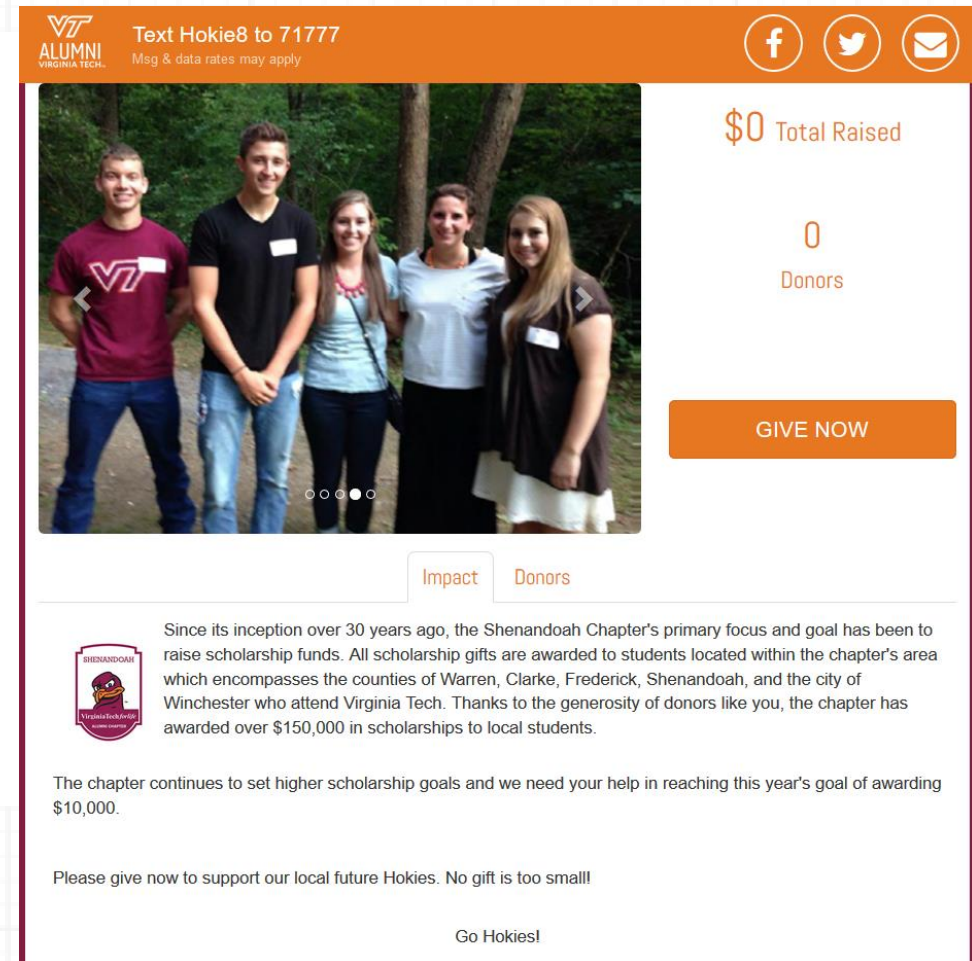 VT
ALUMNI
VIRGINIA TECH
Text Hokie8 to 71777
Msg & data rates may apply
VT
$0 Total Raised
0
Donors
GIVE NOW
Impact Donors
SHENANDOAH
VirginiaTech for life
ALUMNI CHAPTER
Since its inception over 30 years ago, the Shenandoah Chapter's primary focus and goal has been to
raise scholarship funds. All scholarship gifts are awarded to students located within the chapter's area
which encompasses the counties of Warren, Clarke, Frederick, Shenandoah, and the city of
Winchester who attend Virginia Tech. Thanks to the generosity of donors like you, the chapter has
awarded over $150,000 in scholarships to local students.
The chapter continues to set higher scholarship goals and we need your help in reaching this year's goal of awarding
$10,000.
Please give now to support our local future Hokies. No gift is too small!
Go Hokies!